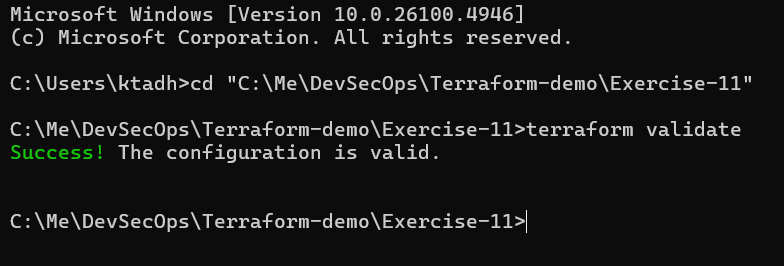 Microsoft Windows [Version 10.0.26100.4946]
(c) Microsoft Corporation. All rights reserved.
C:\Users\ktadh>cd "C:\Me\DevSecOps\Terraform-demo\Exercise-11"
C:\Me\DevSecOps\Terraform-demo\Exercise-11>terraform validate
Success! The configuration is valid.
C:\Me\DevSecOps\Terraform-demo\Exercise-11>